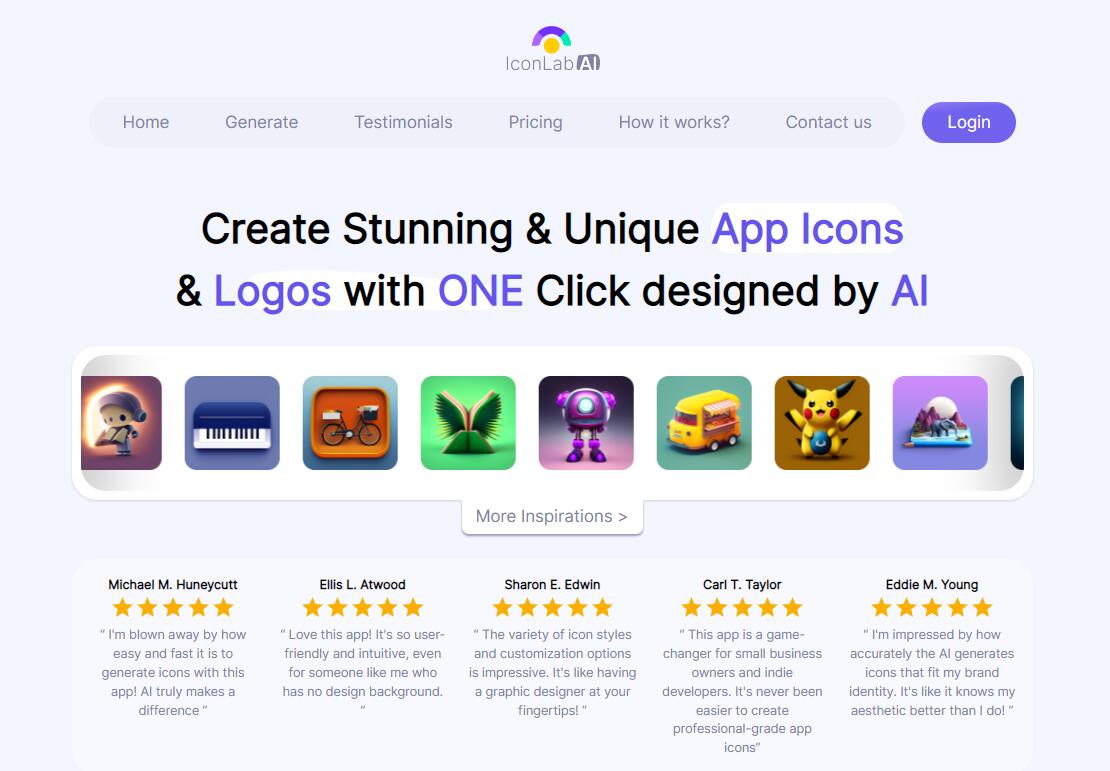 IconLab AI
Home
Generate
Testimonials
Pricing
How it works?
Contact us
Login
Create Stunning & Unique App Icons
& Logos with ONE Click designed by AI
More Inspirations >
Michael M. Huneycutt
“ I'm blown away by how
easy and fast it is to
generate icons with this
app! AI truly makes a
difference ”
Ellis L. Atwood
“ Love this app! It's so user-
friendly and intuitive, even
for someone like me who
has no design background.
”
Sharon E. Edwin
“ The variety of icon styles
and customization options
is impressive. It's like having
a graphic designer at your
fingertips! ”
Carl T. Taylor
“ This app is a game-
changer for small business
owners and indie
developers. It's never been
easier to create
professional-grade app
icons”
Eddie M. Young
“ I'm impressed by how
accurately the AI generates
icons that fit my brand
identity. It's like it knows my
aesthetic better than I do! ”